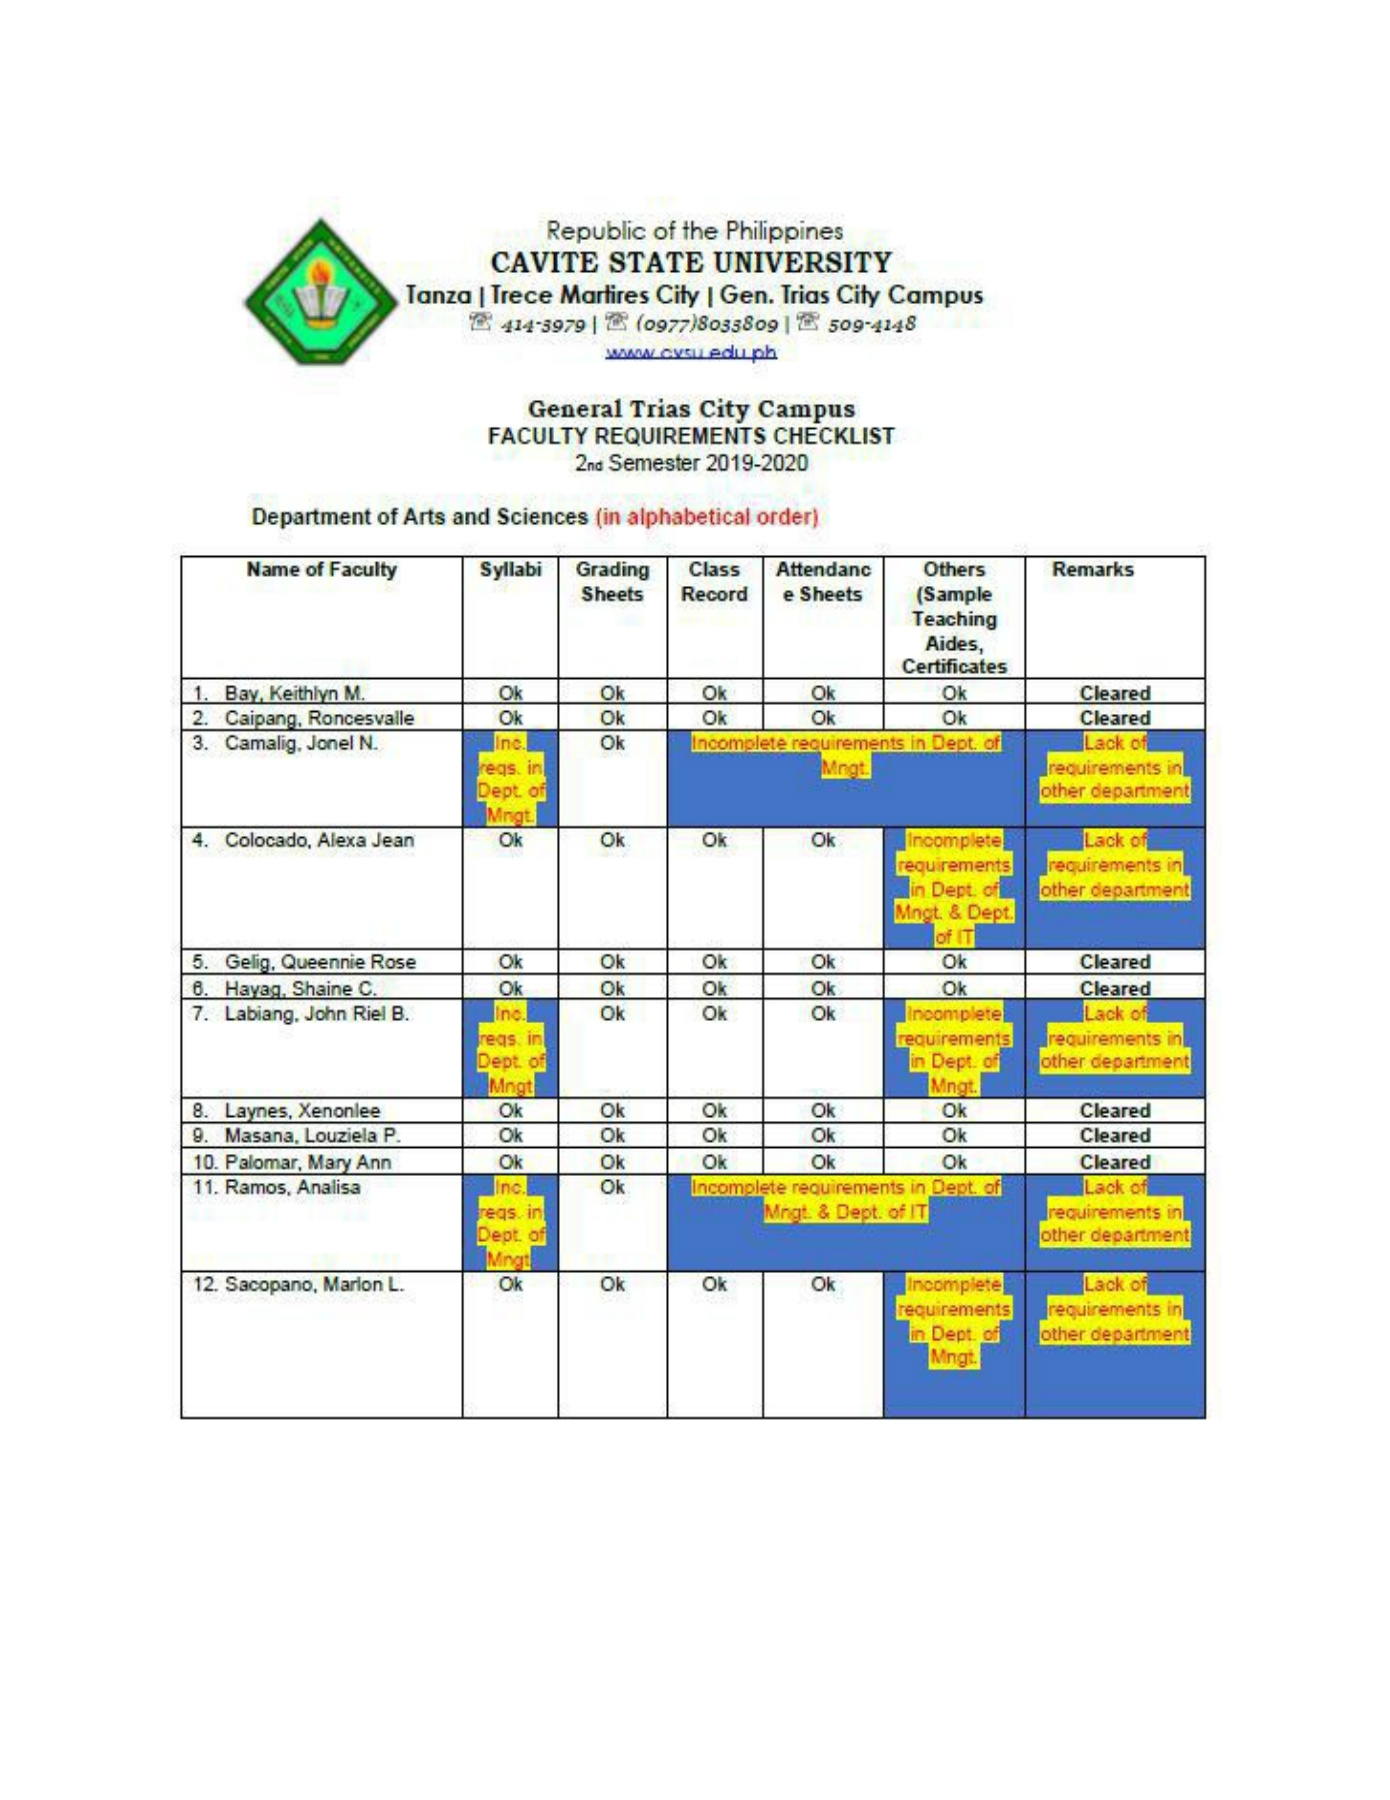 Republic of the Philippines
CAVITE STATE UNIVERSITY
Tanza | Trece Martires City | Gen. Trias City Campus
☏ 414-3979 | ☏ (0977)8033809 | ☏ 509-4148
www.cvsu.edu.ph
General Trias City Campus
FACULTY REQUIREMENTS CHECKLIST
2nd Semester 2019-2020
Department of Arts and Sciences (in alphabetical order)
Name of Faculty Syllabi Grading Class Attendanc Others Remarks
Sheets Record e Sheets (Sample
Teaching
Aides,
Certificates
1. Bay, Keithlyn M. Ok Ok Ok Ok Ok Cleared
2. Caipang, Roncesvalle Ok Ok Ok Ok Ok Cleared
3. Camalig, Jonel N. Inc. Ok Incomplete requirements in Dept. of Lack of
reqs. in Mngt. requirements in
Dept. of other department
Mngt.
4. Colocado, Alexa Jean Ok Ok Ok Ok Incomplete Lack of
requirements requirements in
in Dept. of other department
Mngt. & Dept.
of IT
5. Gelig, Queennie Rose Ok Ok Ok Ok Ok Cleared
6. Hayag, Shaine C. Ok Ok Ok Ok Ok Cleared
7. Labiang, John Riel B. Inc. Ok Ok Ok Incomplete Lack of
reqs. in requirements requirements in
Dept. of in Dept. of other department
Mngt Mngt.
8. Laynes, Xenonlee Ok Ok Ok Ok Ok Cleared
9. Masana, Louziela P. Ok Ok Ok Ok Ok Cleared
10. Palomar, Mary Ann Ok Ok Ok Ok Ok Cleared
11. Ramos, Analisa Inc. Ok Incomplete requirements in Dept. of Lack of
reqs. in Mngt. & Dept. of IT requirements in
Dept. of other department
Mngt
12. Sacopano, Marlon L. Ok Ok Ok Ok Incomplete Lack of
requirements requirements in
in Dept. of other department
Mngt.